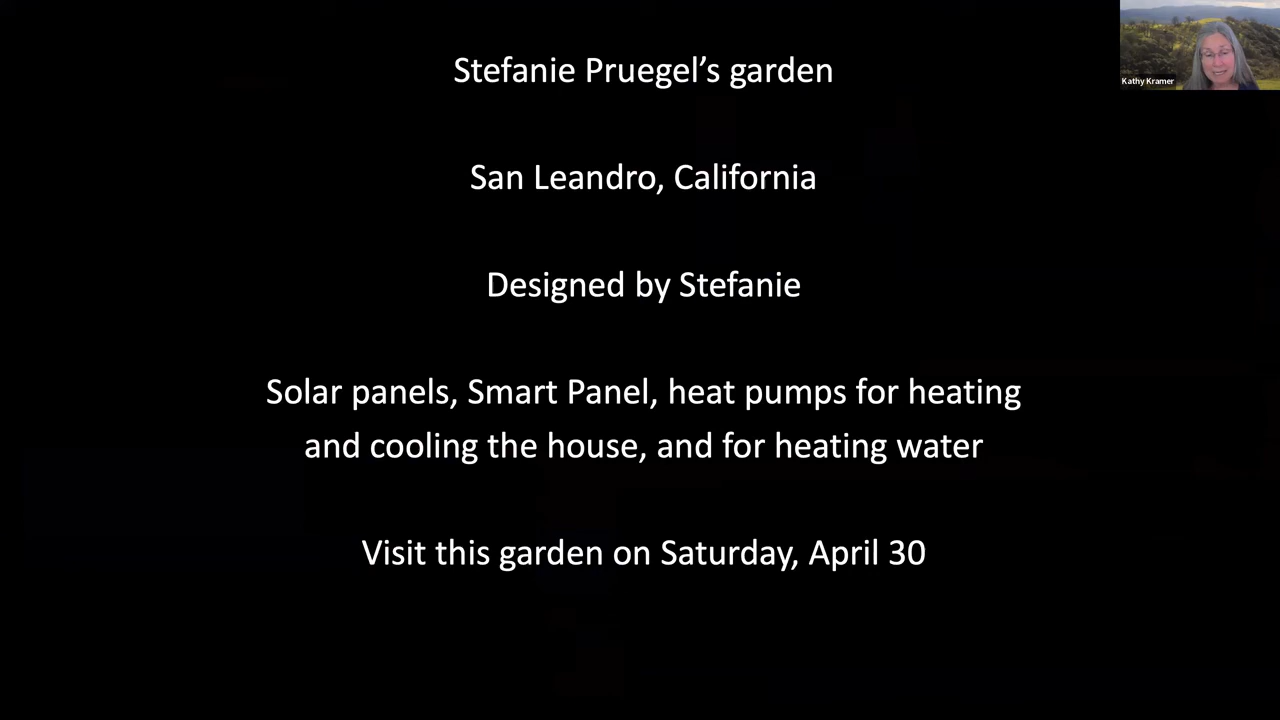 Stefanie Pruegel’s garden
Kathy Kramer
San Leandro, California
Designed by Stefanie
Solar panels, Smart Panel, heat pumps for heating
and cooling the house, and for heating water
Visit this garden on Saturday, April 30